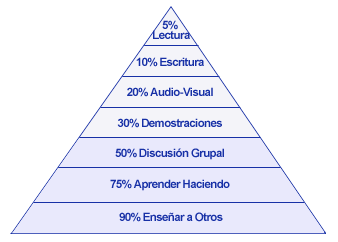 5%
Lectura
10% Escritura
20% Audio-Visual
30% Demostraciones
50% Discusión Grupal
75% Aprender Haciendo
90% Enseñar a Otros